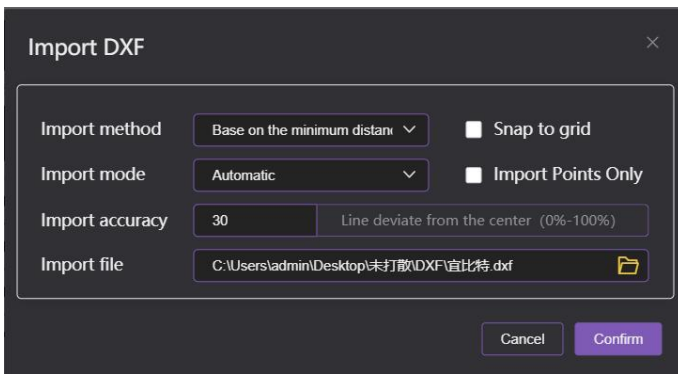 Import DXF
Import method Base on the minimum distan Snap to grid
Import mode Automatic Import Points Only
Import accuracy 30 Line deviate from the center (0%-100%)
Import file C:\Users\admin\Desktop\未打散\DXF\宜比特.dxf
Cancel Confirm